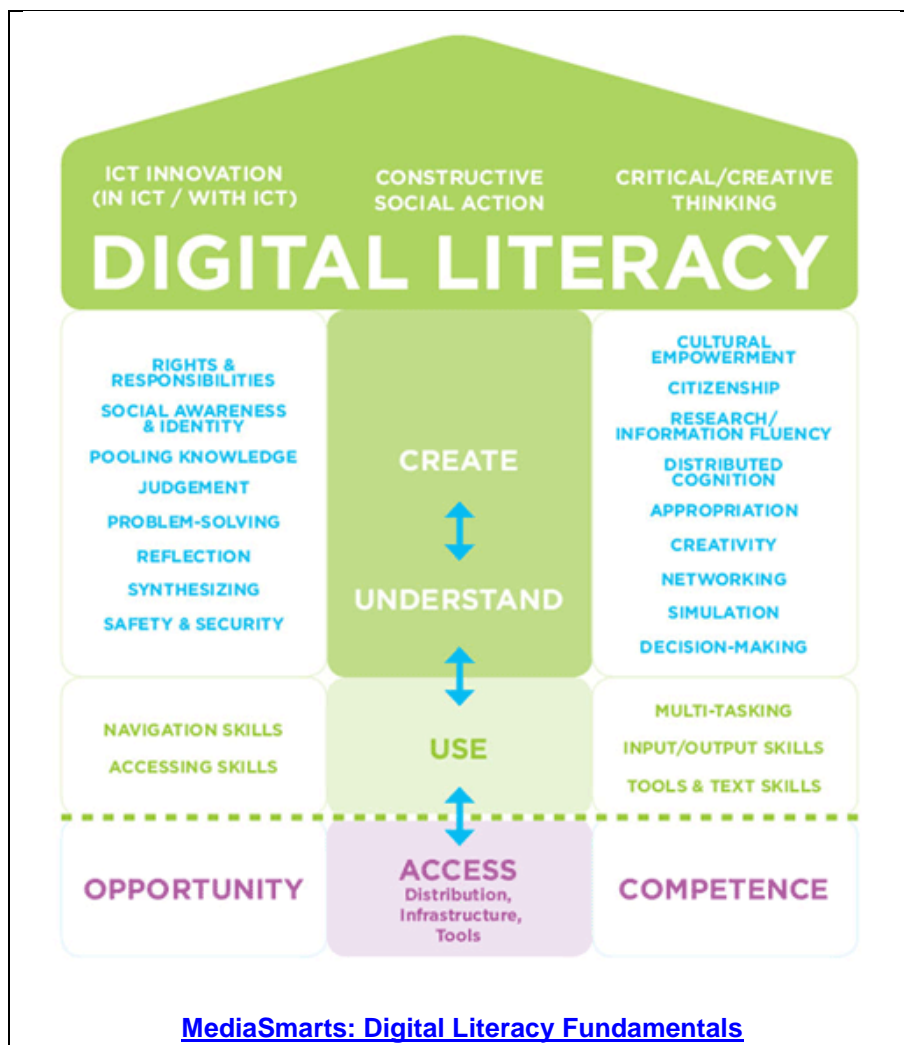 ICT INNOVATION
(IN ICT / WITH ICT)
CONSTRUCTIVE
SOCIAL ACTION
CRITICAL/CREATIVE
THINKING
DIGITAL LITERACY
RIGHTS &
RESPONSIBILITIES
SOCIAL AWARENESS
& IDENTITY
POOLING KNOWLEDGE
JUDGEMENT
PROBLEM-SOLVING
REFLECTION
SYNTHESIZING
SAFETY & SECURITY
CREATE
UNDERSTAND
CULTURAL
EMPOWERMENT
CITIZENSHIP
RESEARCH/
INFORMATION FLUENCY
DISTRIBUTED
COGNITION
APPROPRIATION
CREATIVITY
NETWORKING
SIMULATION
DECISION-MAKING
NAVIGATION SKILLS
ACCESSING SKILLS
USE
MULTI-TASKING
INPUT/OUTPUT SKILLS
TOOLS & TEXT SKILLS
OPPORTUNITY
ACCESS
Distribution,
Infrastructure,
Tools
COMPETENCE
MediaSmarts: Digital Literacy Fundamentals